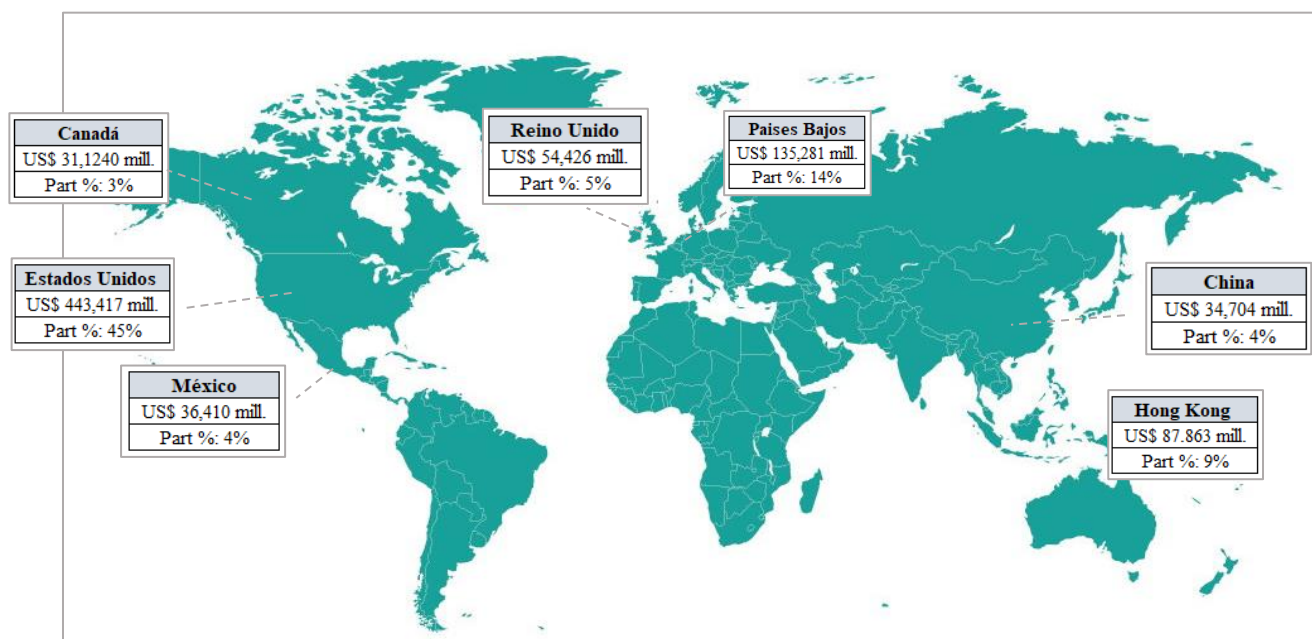 Canadá
US$ 31,1240 mill.
Part %: 3%
Reino Unido
US$ 54,426 mill.
Part %: 5%
Paises Bajos
US$ 135,281 mill.
Part %: 14%
Estados Unidos
US$ 443,417 mill.
Part %: 45%
China
US$ 34,704 mill.
Part %: 4%
México
US$ 36,410 mill.
Part %: 4%
Hong Kong
US$ 87.863 mill.
Part %: 9%